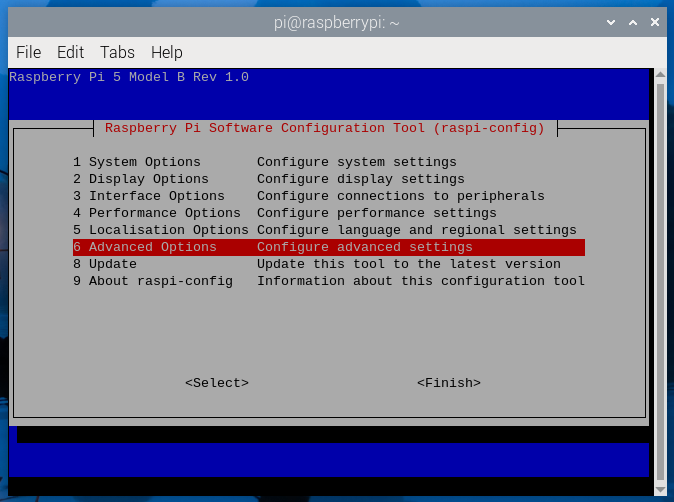 pi@raspberrypi: ~
File Edit Tabs Help
Raspberry Pi 5 Model B Rev 1.0
Raspberry Pi Software Configuration Tool (raspi-config)
1 System Options Configure system settings
2 Display Options Configure display settings
3 Interface Options Configure connections to peripherals
4 Performance Options Configure performance settings
5 Localisation Options Configure language and regional settings
6 Advanced Options Configure advanced settings
8 Update Update this tool to the latest version
9 About raspi-config Information about this configuration tool
<Select> <Finish>